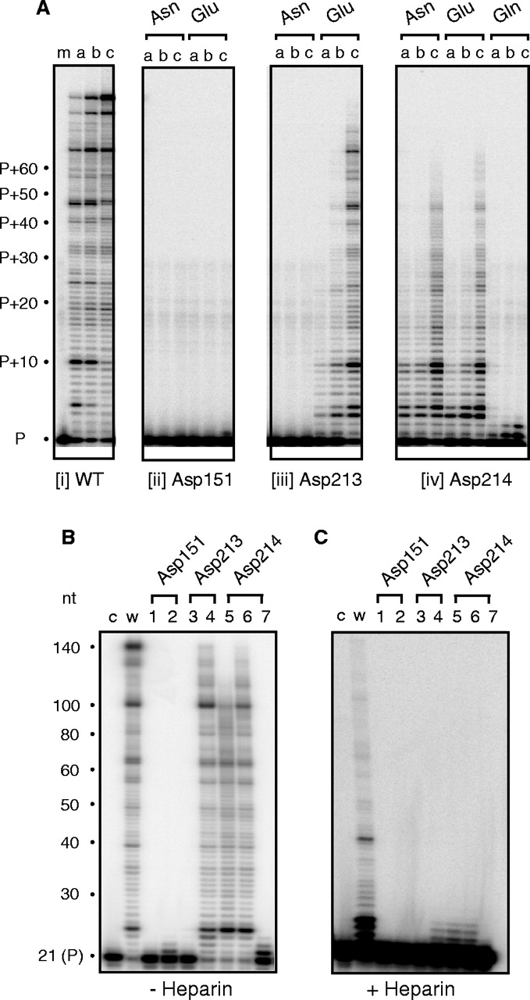 A
Asn Glu Asn Glu Asn Glu Gln
m a b c a b c a b c a b c a b c a b c a b c a b c
P+60
P+50
P+40
P+30
P+20
P+10
P
[i] WT [ii] Asp151 [iii] Asp213 [iv] Asp214
B
Asp151 Asp213 Asp214
nt
c w 1 2 3 4 5 6 7
140
100
80
60
50
40
30
21 (P)
- Heparin
C
Asp151 Asp213 Asp214
c w 1 2 3 4 5 6 7
+ Heparin